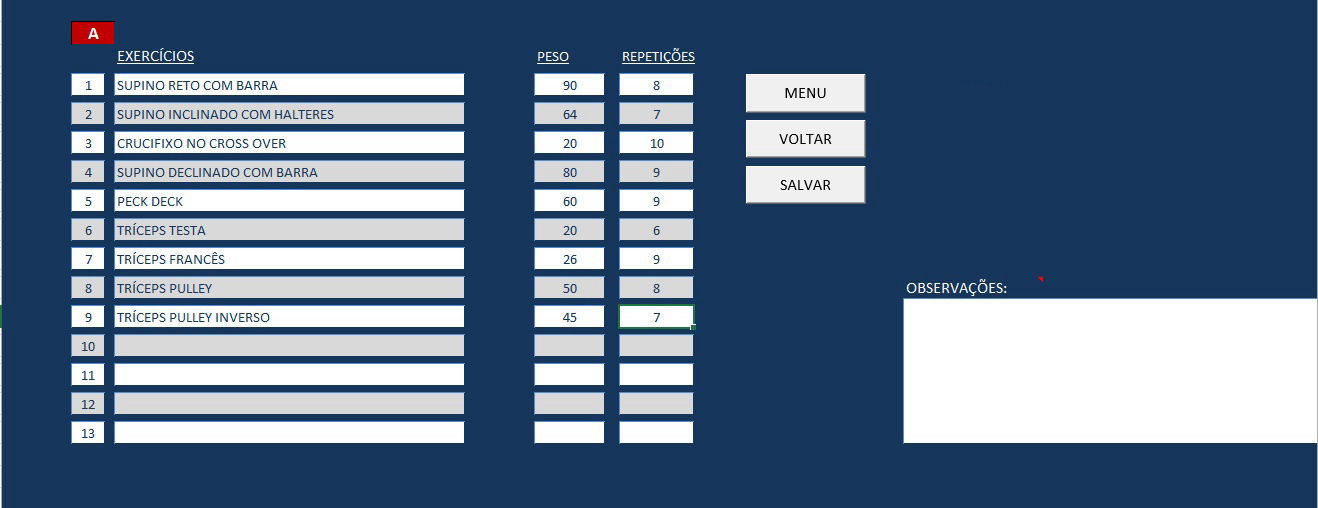 A
EXERCÍCIOS PESO REPETIÇÕES
1 SUPINO RETO COM BARRA 90 8
2 SUPINO INCLINADO COM HALTERES 64 7
3 CRUCIFIXO NO CROSS OVER 20 10
4 SUPINO DECLINADO COM BARRA 80 9
5 PECK DECK 60 9
6 TRÍCEPS TESTA 20 6
7 TRÍCEPS FRANCÊS 26 9
8 TRÍCEPS PULLEY 50 8
9 TRÍCEPS PULLEY INVERSO 45 7
10
11
12
13
MENU
VOLTAR
SALVAR
OBSERVAÇÕES: